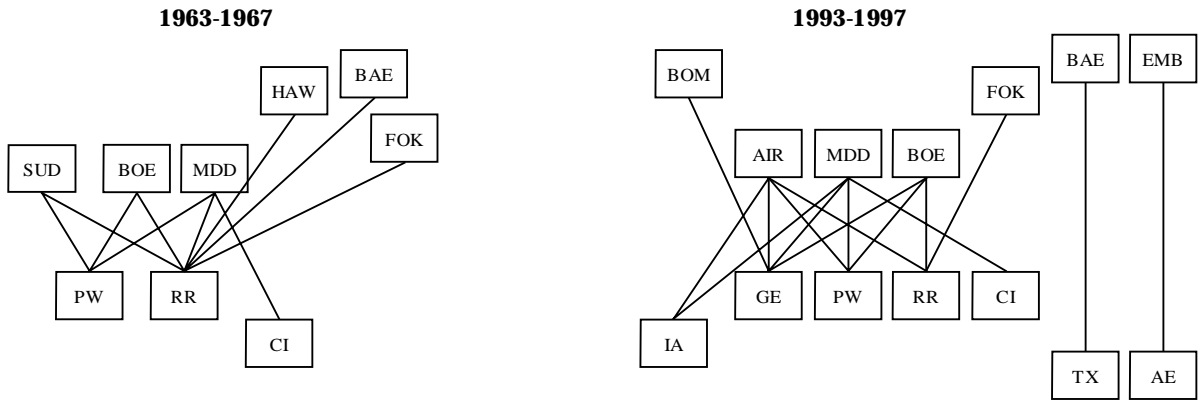 1963-1967
HAW
BAE
FOK
SUD
BOE
MDD
PW
RR
CI
1993-1997
BOM
BAE
EMB
FOK
AIR
MDD
BOE
GE
PW
RR
CI
IA
TX
AE